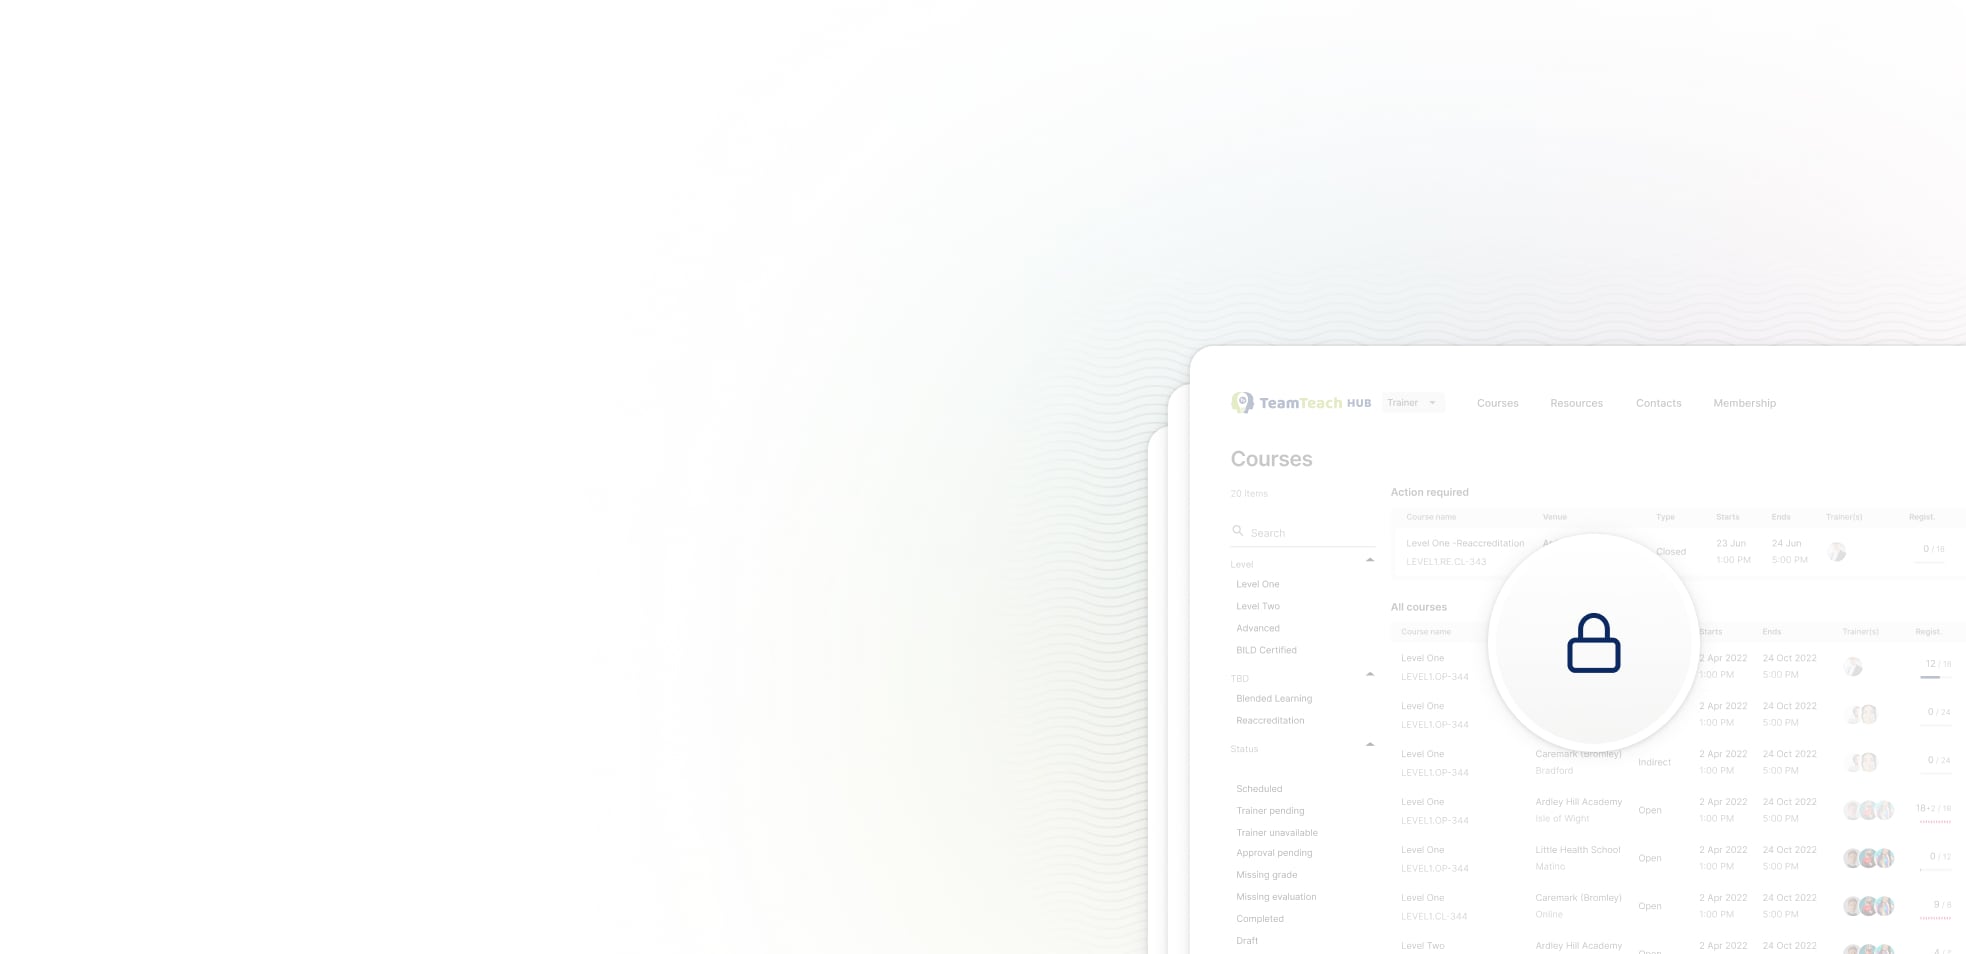 TeamTeach HUB Trainer Courses Resources Contacts Membership
Courses
20 items
Search
Level
Level One
Level Two
Advanced
BILD Certified
TBD
Blended Learning
Reaccreditation
Status
Scheduled
Trainer pending
Trainer unavailable
Approval pending
Missing grade
Missing evaluation
Completed
Draft
Action required
Course name Venue Type Starts Ends Trainer(s) Regist.
Level One -Reaccreditation Closed 23 Jun 24 Jun 0 / 16
LEVEL1.RE.CL-343 1:00 PM 5:00 PM
All courses
Course name Starts Ends Trainer(s) Regist.
Level One 2 Apr 2022 24 Oct 2022 12 / 18
LEVEL1.OP-344 1:00 PM 5:00 PM
Level One 2 Apr 2022 24 Oct 2022 0 / 24
LEVEL1.OP-344 1:00 PM 5:00 PM
Level One Caremark (Bromley) Indirect 2 Apr 2022 24 Oct 2022 0 / 24
LEVEL1.OP-344 Bradford 1:00 PM 5:00 PM
Level One Ardley Hill Academy Open 2 Apr 2022 24 Oct 2022 18+2 / 18
LEVEL1.OP-344 Isle of Wight 1:00 PM 5:00 PM
Level One Little Health School Open 2 Apr 2022 24 Oct 2022 0 / 12
LEVEL1.OP-344 Matino 1:00 PM 5:00 PM
Level One Caremark (Bromley) Open 2 Apr 2022 24 Oct 2022 9 / 8
LEVEL1.CL-344 Online 1:00 PM 5:00 PM
Level Two Ardley Hill Academy Open 2 Apr 2022 24 Oct 2022